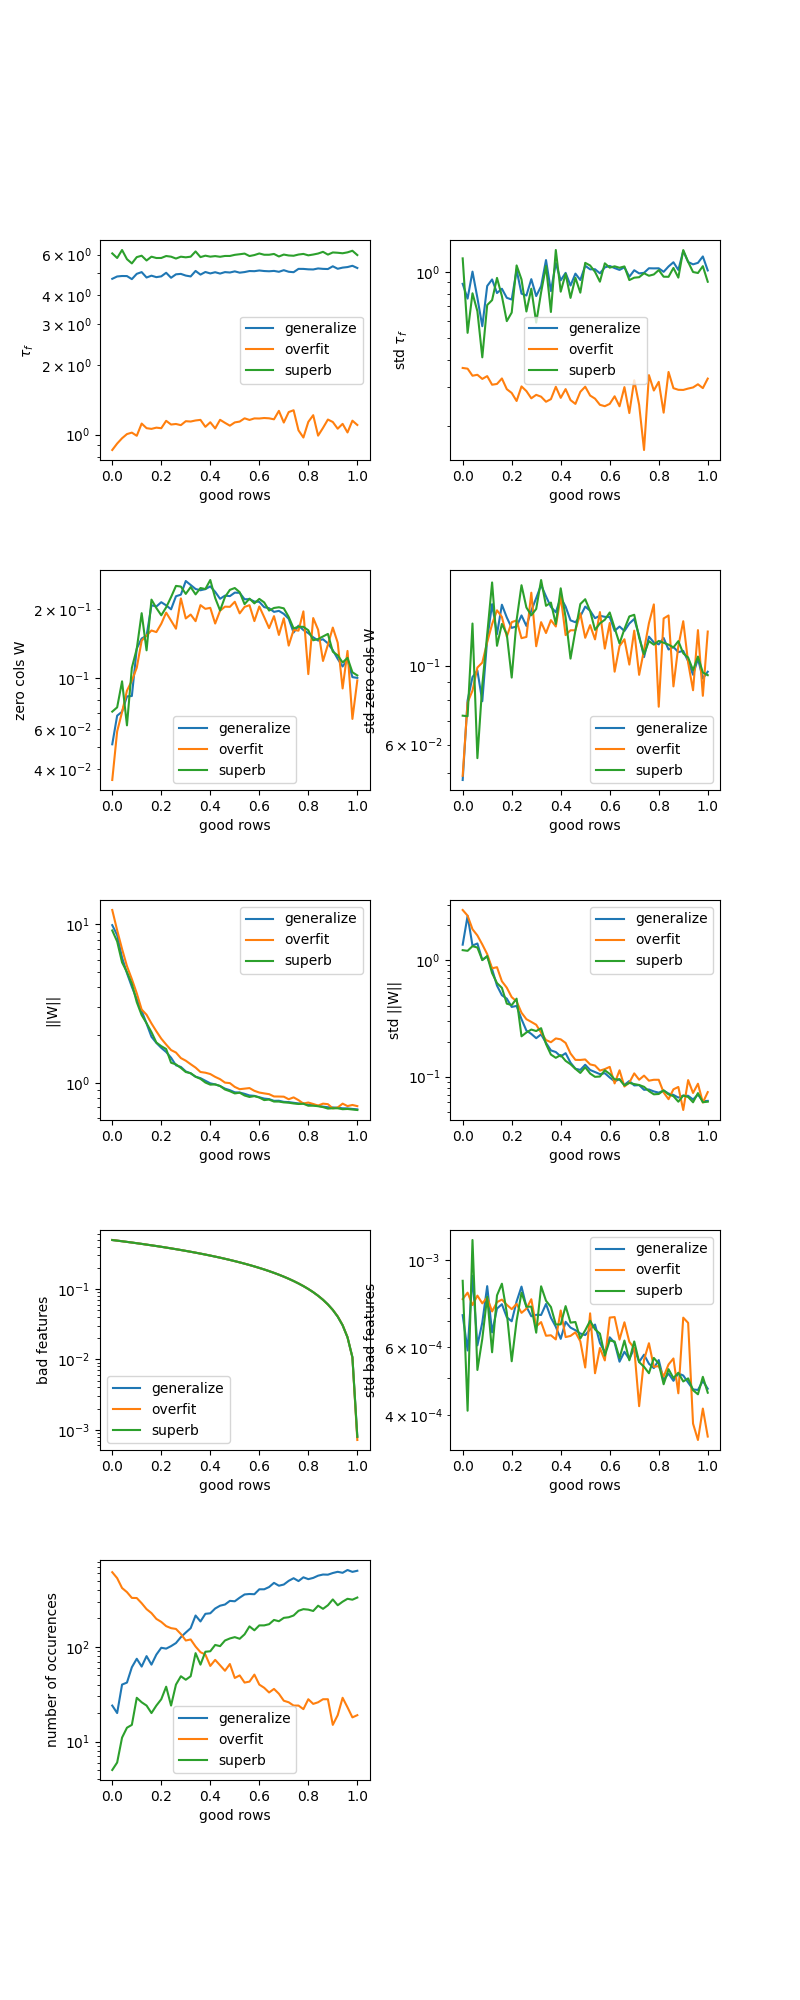 6 × 10⁰
4 × 10⁰
3 × 10⁰
2 × 10⁰
10⁰
τ_f
generalize
overfit
superb
0.0 0.2 0.4 0.6 0.8 1.0
good rows
10⁰
std τ_f
generalize
overfit
superb
0.0 0.2 0.4 0.6 0.8 1.0
good rows
2 × 10⁻¹
10⁻¹
6 × 10⁻²
4 × 10⁻²
zero cols W
generalize
overfit
superb
0.0 0.2 0.4 0.6 0.8 1.0
good rows
10⁻¹
6 × 10⁻²
std zero cols W
generalize
overfit
superb
0.0 0.2 0.4 0.6 0.8 1.0
good rows
10¹
10⁰
||W||
generalize
overfit
superb
0.0 0.2 0.4 0.6 0.8 1.0
good rows
10⁰
10⁻¹
std ||W||
generalize
overfit
superb
0.0 0.2 0.4 0.6 0.8 1.0
good rows
10⁻¹
10⁻²
10⁻³
bad features
generalize
overfit
superb
0.0 0.2 0.4 0.6 0.8 1.0
good rows
10⁻³
6 × 10⁻⁴
4 × 10⁻⁴
std bad features
generalize
overfit
superb
0.0 0.2 0.4 0.6 0.8 1.0
good rows
10²
10¹
number of occurences
generalize
overfit
superb
0.0 0.2 0.4 0.6 0.8 1.0
good rows